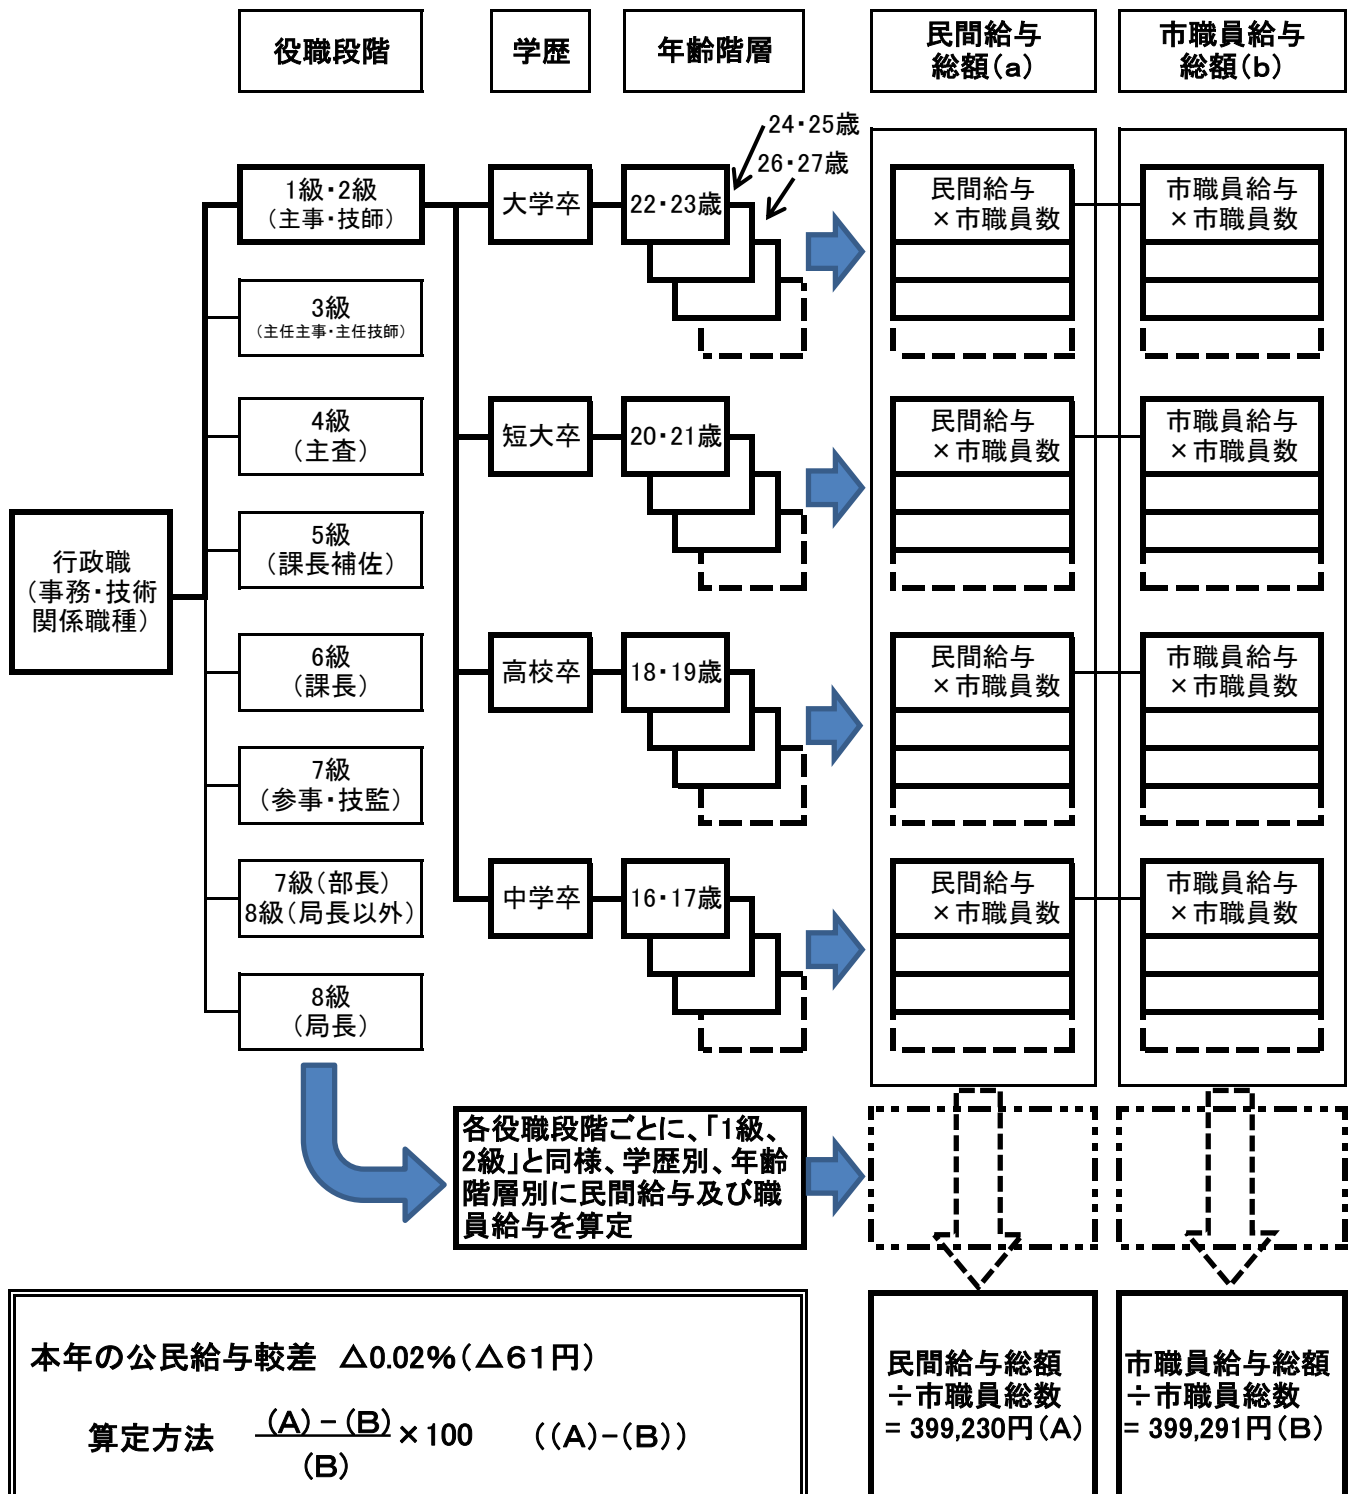 役職段階
学歴
年齢階層
民間給与
総額(a)
市職員給与
総額(b)
24・25歳
26・27歳
1級・2級
(主事・技師)
大学卒
22・23歳
民間給与
×市職員数
市職員給与
×市職員数
3級
(主任主事・主任技師)
4級
(主査)
短大卒
20・21歳
民間給与
×市職員数
市職員給与
×市職員数
5級
(課長補佐)
行政職
(事務・技術
関係職種)
6級
(課長)
高校卒
18・19歳
民間給与
×市職員数
市職員給与
×市職員数
7級
(参事・技監)
7級(部長)
8級(局長以外)
中学卒
16・17歳
民間給与
×市職員数
市職員給与
×市職員数
8級
(局長)
各役職段階ごとに、「1級、
2級」と同様、学歴別、年齢
階層別に民間給与及び職
員給与を算定
本年の公民給与較差 △0.02%(△61円)
算定方法 (A)-(B) ×100 ((A)-(B))
(B)
民間給与総額
÷市職員総数
= 399,230円(A)
市職員給与総額
÷市職員総数
= 399,291円(B)